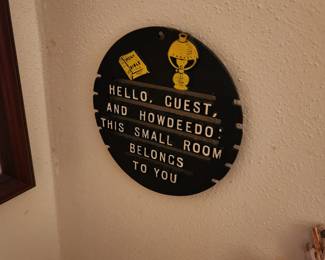 HELLO, GUEST,
AND HOWDEEDO;
THIS SMALL ROOM
BELONGS
TO YOU